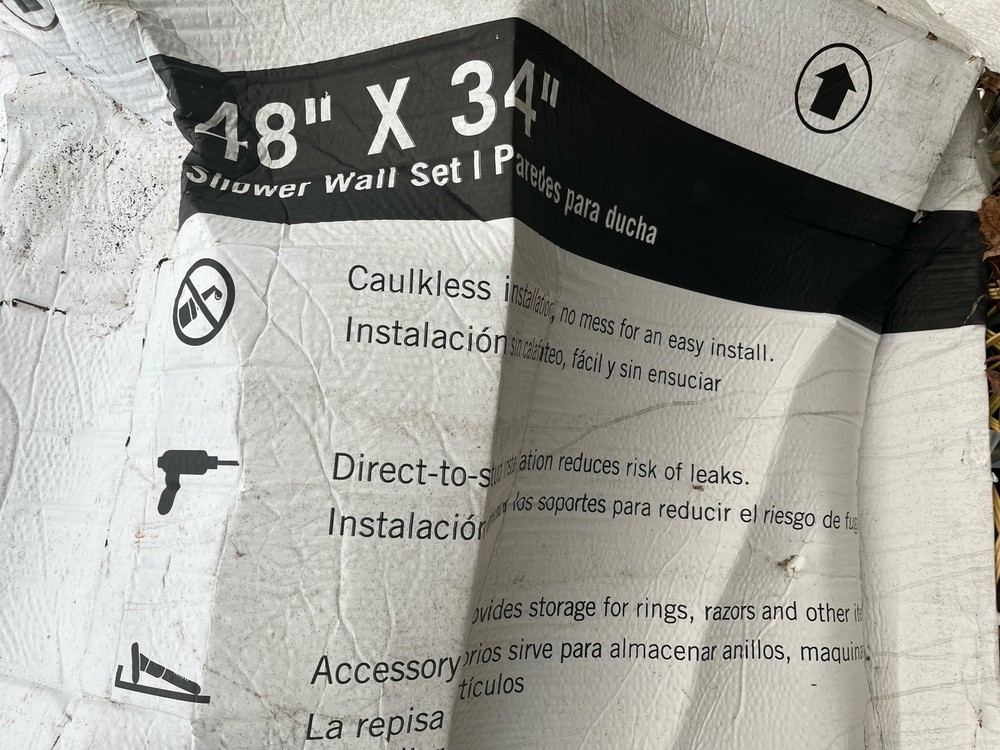 48" X 34"
Shower Wall Set | Paredes para ducha
Caulkless installation, no mess for an easy install.
Instalación sin calafateo, fácil y sin ensuciar
Direct-to-stud installation reduces risk of leaks.
Instalación los soportes para reducir el riesgo de
Accessory storage for rings, razors and other
La repisa sirve para almacenar anillos,